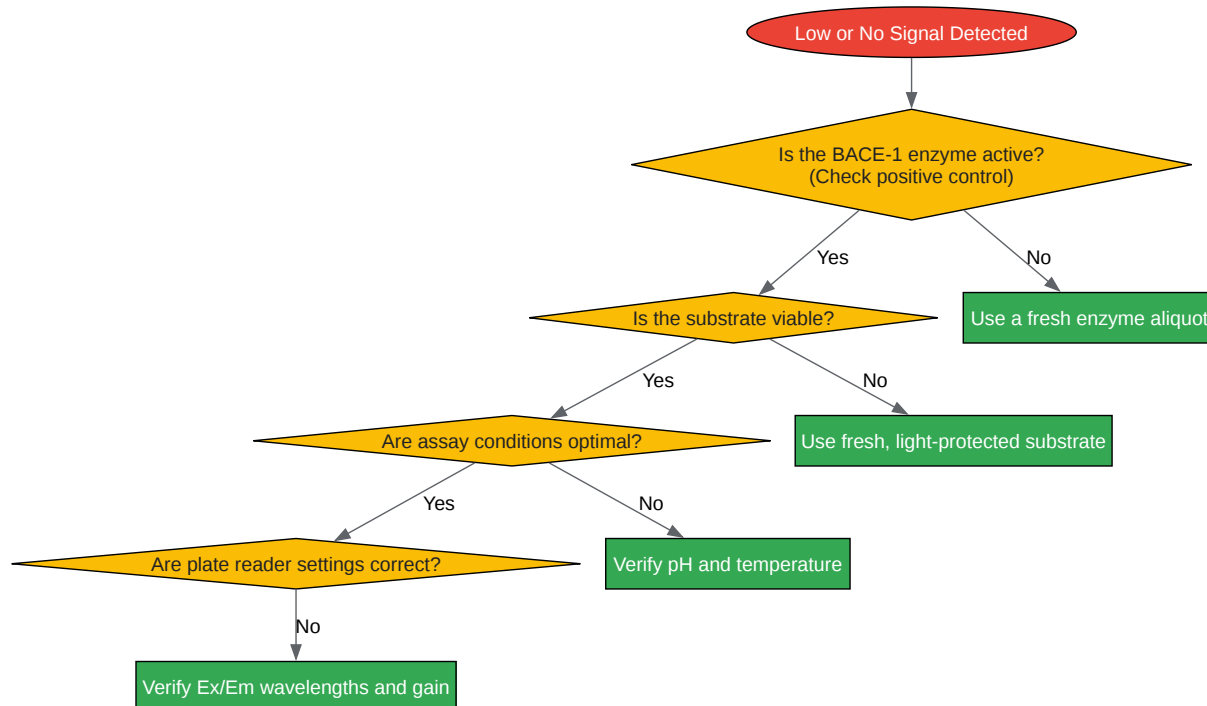 Low or No Signal Detected
Is the BACE-1 enzyme active?
(Check positive control)
Yes
No
Is the substrate viable?
Use a fresh enzyme aliquot
Yes
No
Are assay conditions optimal?
Use fresh, light-protected substrate
Yes
No
Are plate reader settings correct?
Verify pH and temperature
No
Verify Ex/Em wavelengths and gain